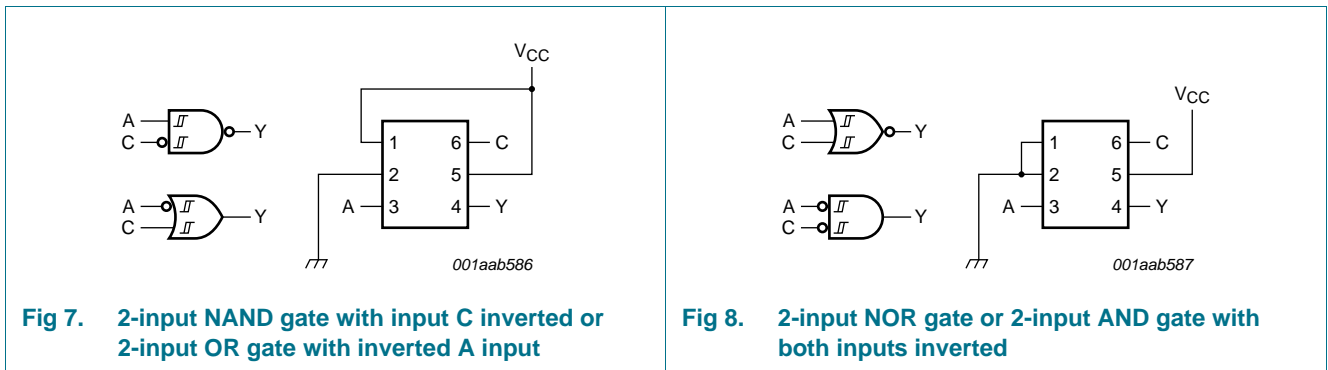 VCC
A
C
Y
1
6
C
2
5
A
3
4
Y
A
C
Y
001aab586
Fig 7. 2-input NAND gate with input C inverted or
2-input OR gate with inverted A input
VCC
A
C
Y
1
6
C
2
5
A
3
4
Y
A
C
Y
001aab587
Fig 8. 2-input NOR gate or 2-input AND gate with
both inputs inverted